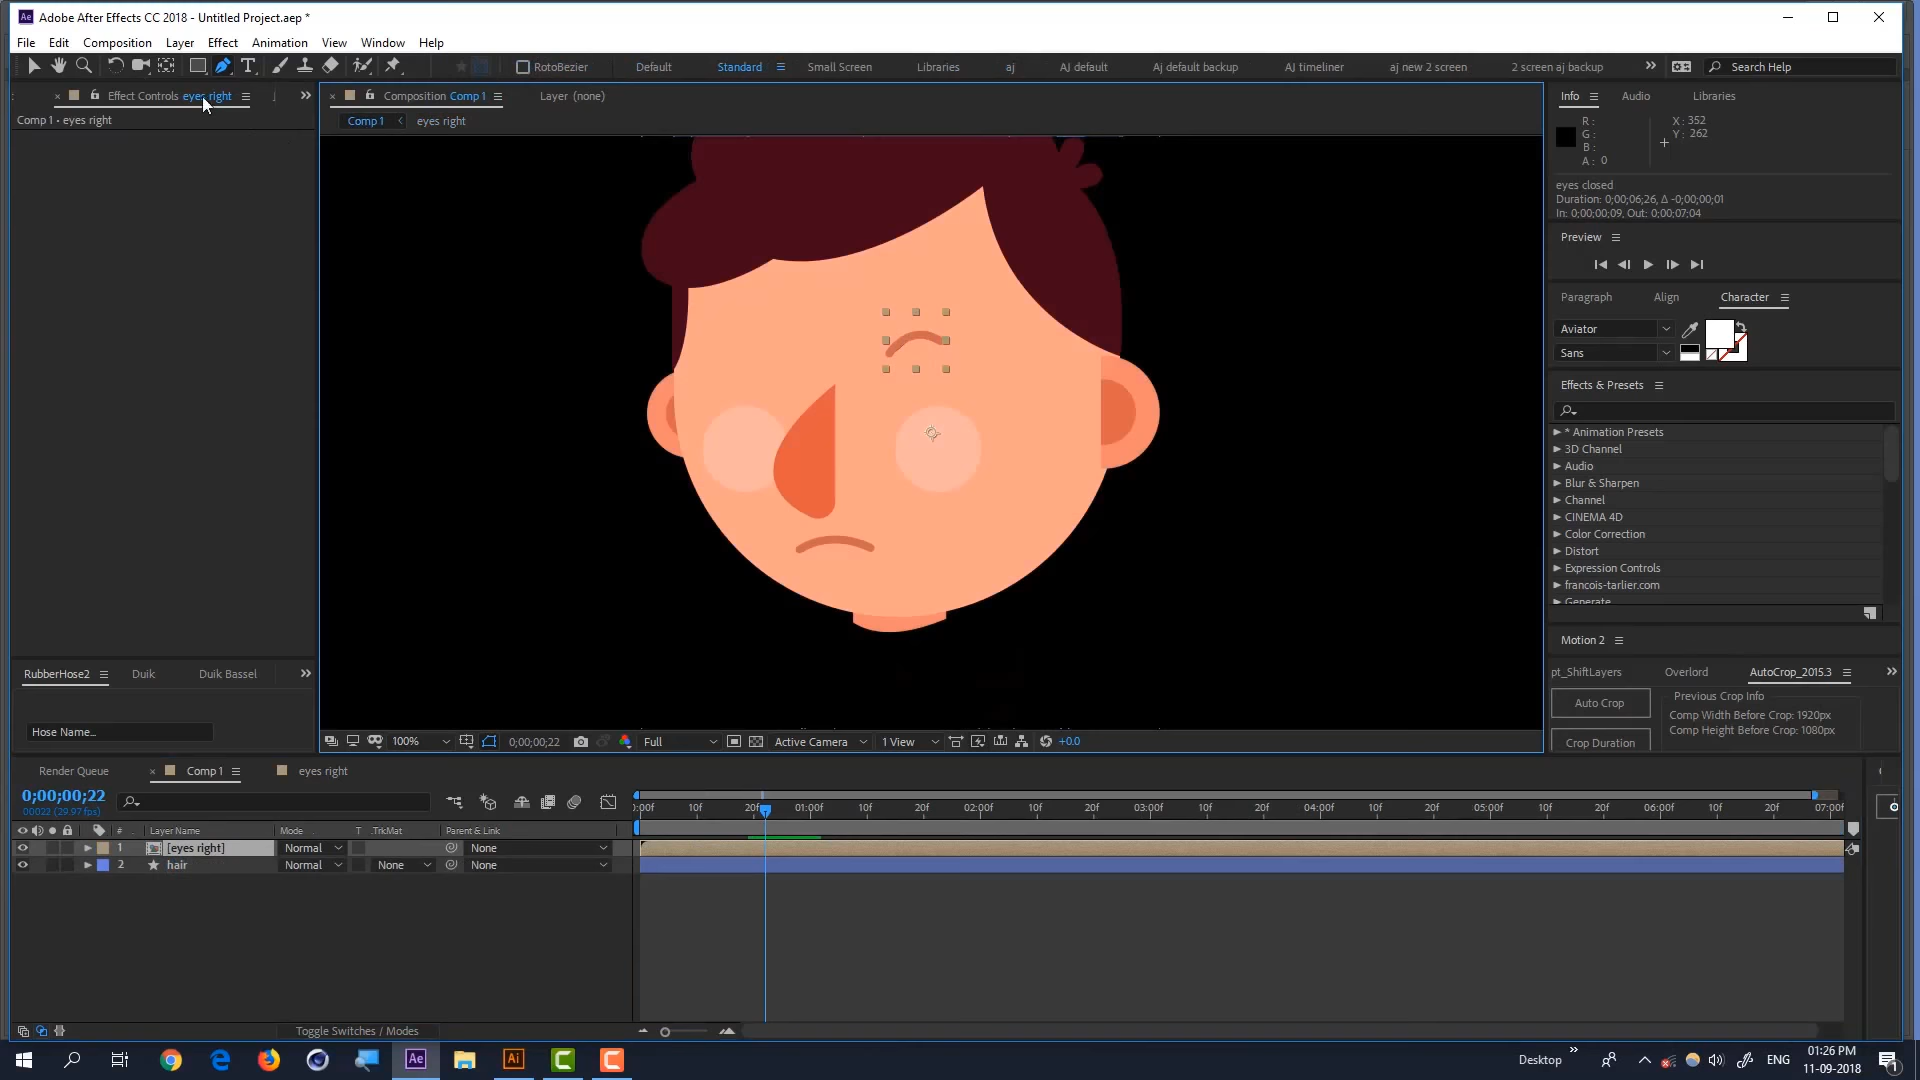 Adobe After Effects CC 2018 - Untitled Project.aep *
File Edit Composition Layer Effect Animation View Window Help
RotoBezier Default Standard Small Screen Libraries aj AJ default Aj default backup AJ timeliner aj new 2 screen 2 screen aj backup Search Help
Effect Controls eyes right
Comp 1 • eyes right
Composition Comp 1 Layer (none)
Comp 1 eyes right
Info Audio Libraries
R :
G :
B :
A : 0
X : 352
Y : 262
eyes closed
Duration: 0;00;06;26, Δ -0;00;00;01
In: 0;00;00;09, Out: 0;00;07;04
Preview
Paragraph Align Character
Aviator
Sans
Effects & Presets
* Animation Presets
3D Channel
Audio
Blur & Sharpen
Channel
CINEMA 4D
Color Correction
Distort
Expression Controls
francois-tarlier.com
Generate
Motion 2
pt_ShiftLayers Overlord AutoCrop_2015.3
Auto Crop
Crop Duration
Previous Crop Info
Comp Width Before Crop: 1920px
Comp Height Before Crop: 1080px
RubberHose2 Duik Duik Bassel
Hose Name...
100% 0;00;00;22 Full Active Camera 1 View +0.0
Render Queue Comp 1 eyes right
0;00;00;22
00022 (29.97 fps)
:00f 10f 20f 01:00f 10f 20f 02:00f 10f 20f 03:00f 10f 20f 04:00f 10f 20f 05:00f 10f 20f 06:00f 10f 20f 07:00f
# Layer Name Mode T .TrkMat Parent & Link
1 [eyes right] Normal None
2 hair Normal None None
Toggle Switches / Modes
Ae Ai Desktop ENG
01:26 PM
11-09-2018
1